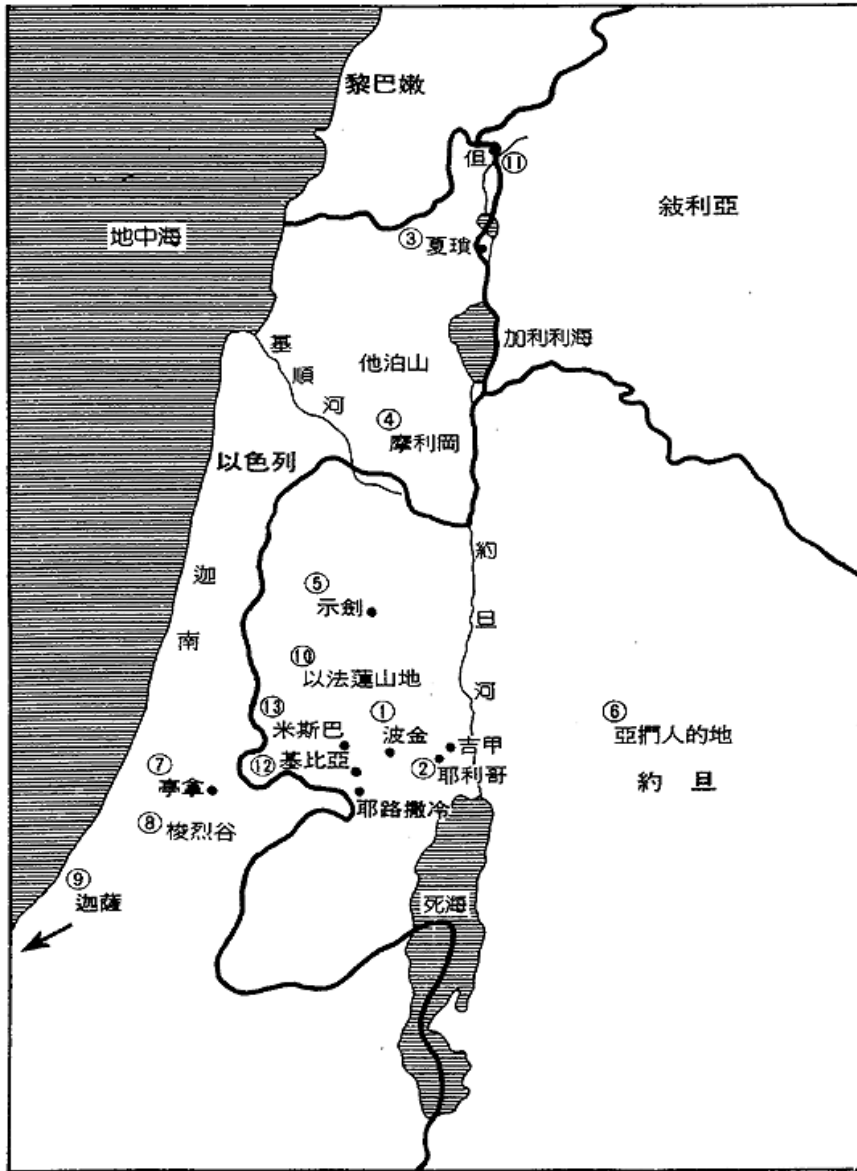 黎巴嫩
但
⑪
敍利亞
地中海
③ 夏瑣
基順河
他泊山
加利利海
④
摩利岡
以色列
約旦河
迦南
⑤
示劍
⑩
以法蓮山地
⑬
米斯巴
①
波金
吉甲
⑥
亞捫人的地
⑫ 基比亞
② 耶利哥
約旦
⑦
亭拿
耶路撒冷
⑧ 梭烈谷
⑨
迦薩
死海